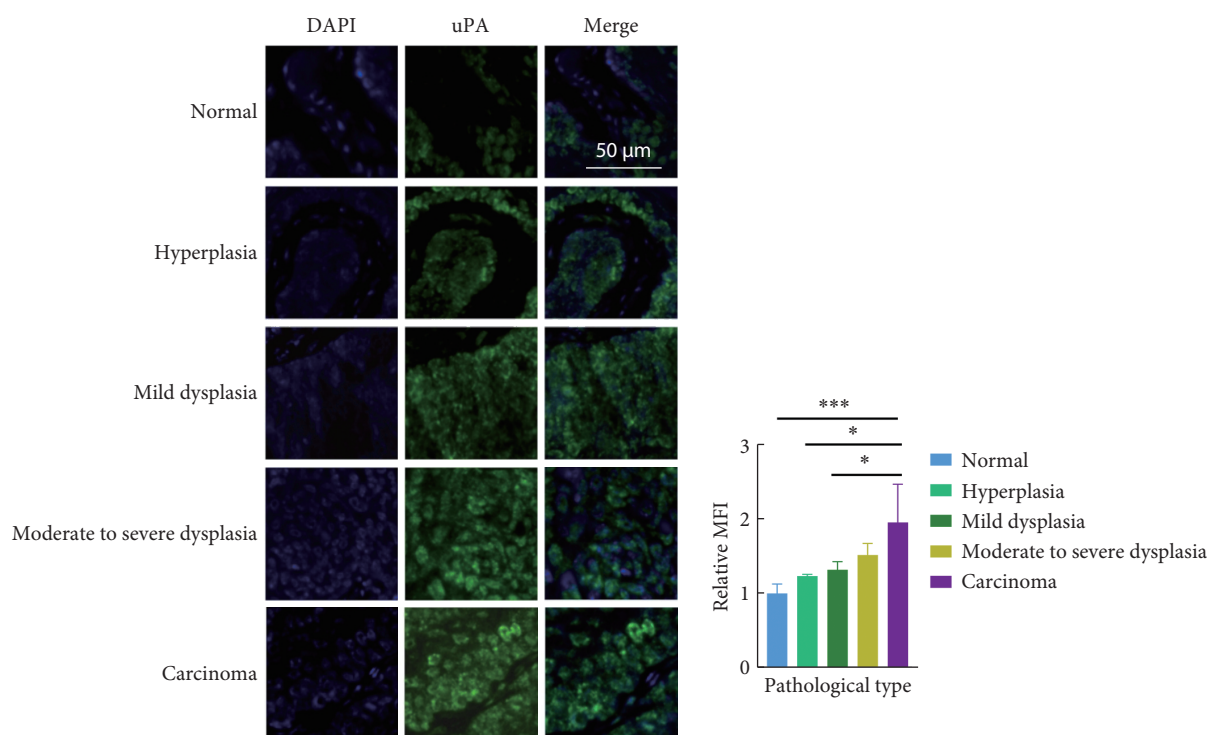 DAPI uPA Merge
Normal
50 μm
Hyperplasia
Mild dysplasia
Moderate to severe dysplasia
Carcinoma
***
*
*
3
2
1
0
Relative MFI
Pathological type
Normal
Hyperplasia
Mild dysplasia
Moderate to severe dysplasia
Carcinoma